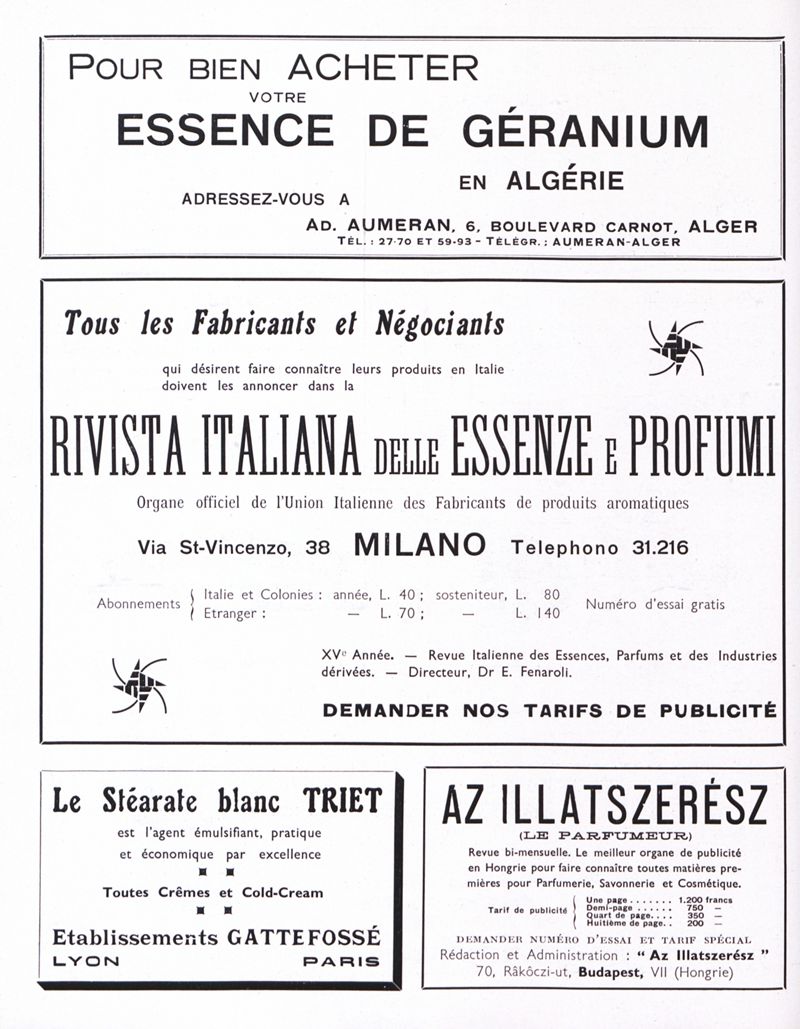 POUR BIEN ACHETER
VOTRE
ESSENCE DE GÉRANIUM
EN ALGÉRIE
ADRESSEZ-VOUS A
AD. AUMERAN, 6, BOULEVARD CARNOT, ALGER
TÉL. : 27-70 ET 59-93 - TÉLÉGR. : AUMERAN-ALGER
Tous les Fabricants et Négociants
qui désirent faire connaître leurs produits en Italie
doivent les annoncer dans la
RIVISTA ITALIANA DELLE ESSENZE E PROFUMI
Organe officiel de l'Union Italienne des Fabricants de produits aromatiques
Via St-Vincenzo, 38 MILANO Telephono 31.216
Abonnements { Italie et Colonies : année, L. 40 ; sosteniteur, L. 80
Etranger : — L. 70 ; — L. 140
Numéro d'essai gratis
XVe Année. — Revue Italienne des Essences, Parfums et des Industries
dérivées. — Directeur, Dr E. Fenaroli.
DEMANDER NOS TARIFS DE PUBLICITÉ
Le Stéarate blanc TRIET
est l'agent émulsifiant, pratique
et économique par excellence
Toutes Crêmes et Cold-Cream
Etablissements GATTEFOSSÉ
LYON PARIS
AZ ILLATSZERÉSZ
(LE PARFUMEUR)
Revue bi-mensuelle. Le meilleur organe de publicité
en Hongrie pour faire connaître toutes matières pre-
mières pour Parfumerie, Savonnerie et Cosmétique.
Tarif de publicité { Une page . . . . . . . 1.200 francs
Demi-page . . . . . . 750 —
Quart de page. . . . 350 —
Huitième de page. . 200 —
DEMANDER NUMÉRO D'ESSAI ET TARIF SPÉCIAL
Rédaction et Administration : " Az Illatszerész "
70, Râkôczi-ut, Budapest, VII (Hongrie)